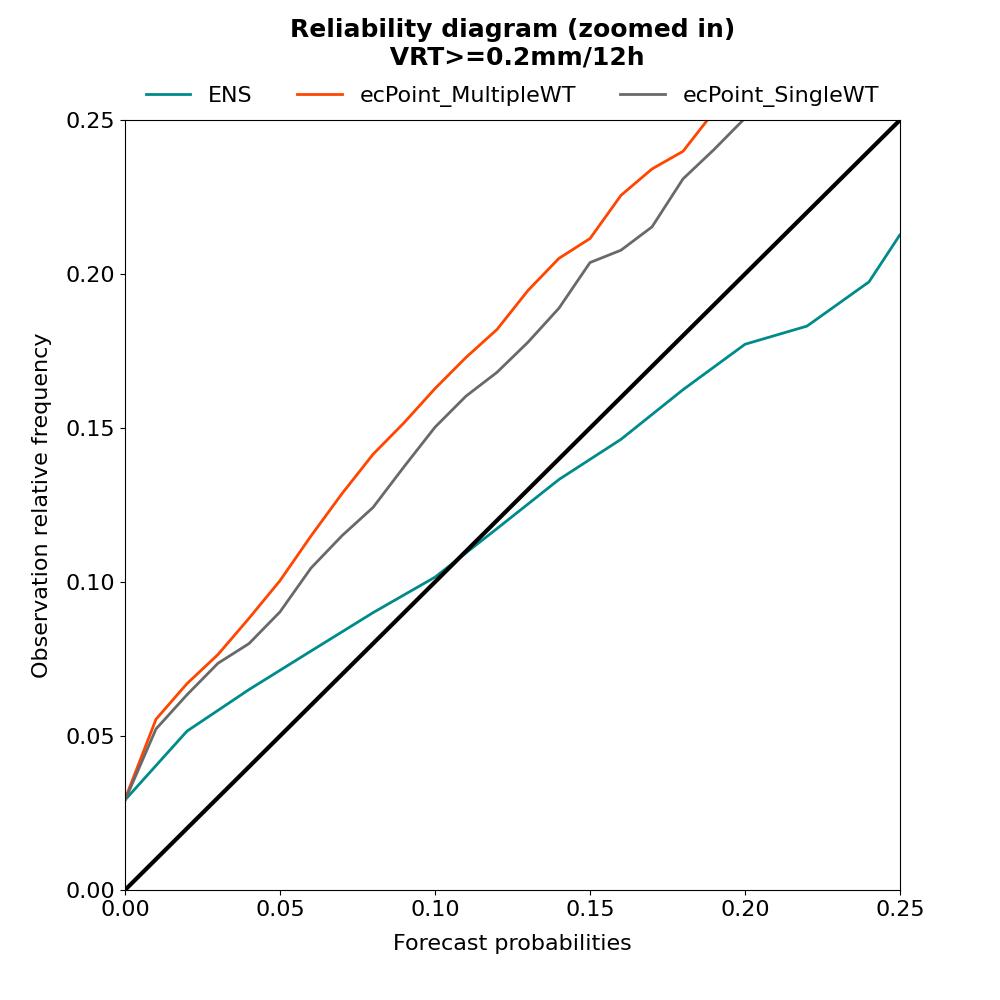 Reliability diagram (zoomed in)
VRT>=0.2mm/12h
ENS ecPoint_MultipleWT ecPoint_SingleWT
0.25
0.20
0.15
0.10
0.05
0.00
Observation relative frequency
0.00 0.05 0.10 0.15 0.20 0.25
Forecast probabilities